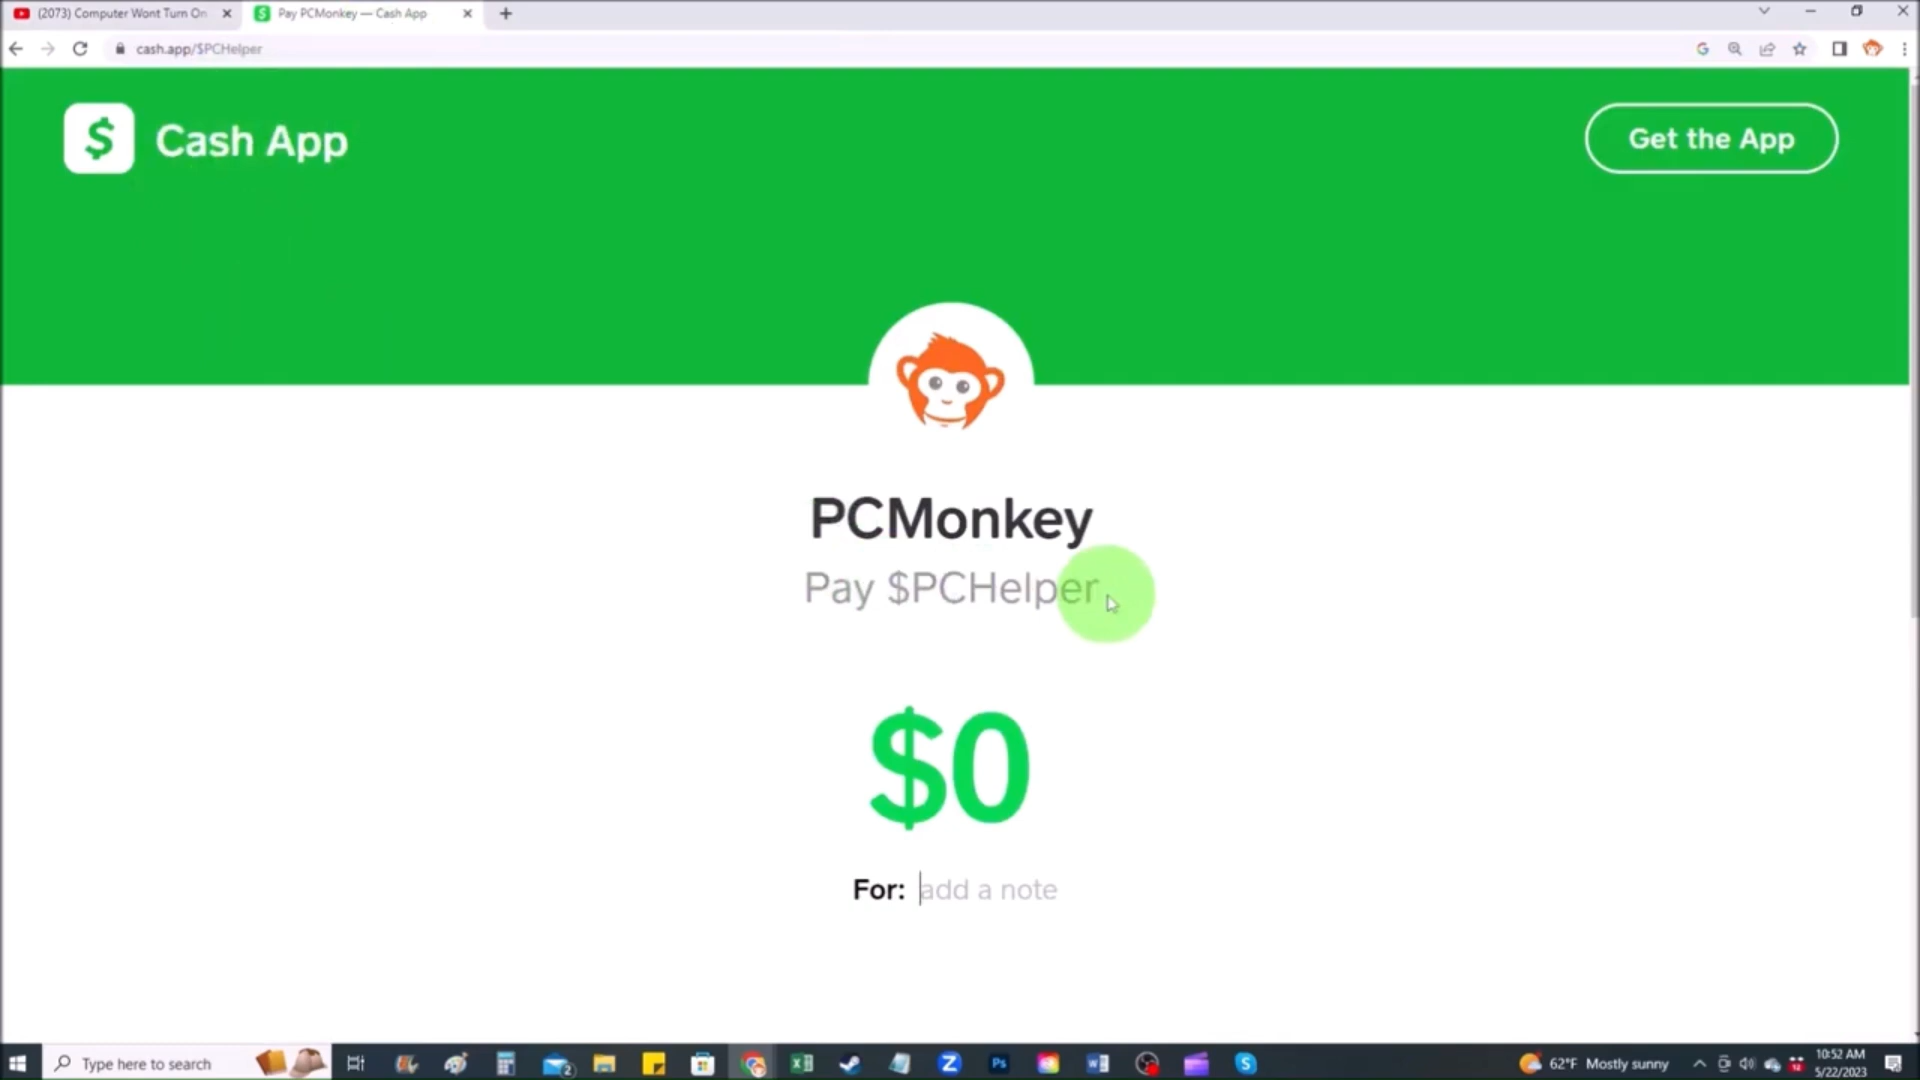 (2073) Computer Wont Turn On
Pay PCMonkey — Cash App
cash.app/$PCHelper
$ Cash App
Get the App
PCMonkey
Pay $PCHelper
$0
For: add a note
Type here to search
62°F Mostly sunny
10:52 AM
5/22/2023